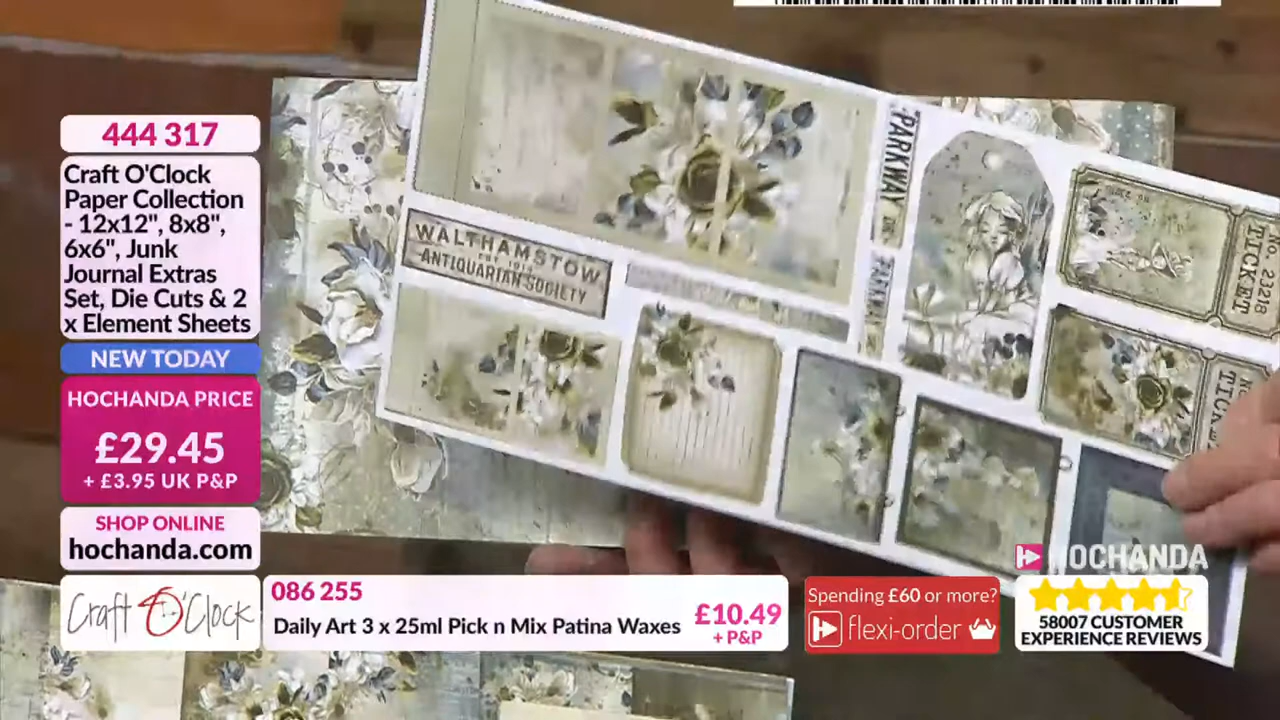 444 317
Craft O'Clock
Paper Collection
- 12x12", 8x8",
6x6", Junk
Journal Extras
Set, Die Cuts & 2
x Element Sheets
NEW TODAY
HOCHANDA PRICE
£29.45
+ £3.95 UK P&P
SHOP ONLINE
hochanda.com
Craft O'Clock
086 255
Daily Art 3 x 25ml Pick n Mix Patina Waxes
£10.49
+ P&P
Spending £60 or more?
flexi-order
HOCHANDA
58007 CUSTOMER
EXPERIENCE REVIEWS
WALTHAMSTOW
ANTIQUARIAN SOCIETY
PARKWAY
No. 23218
TICKET